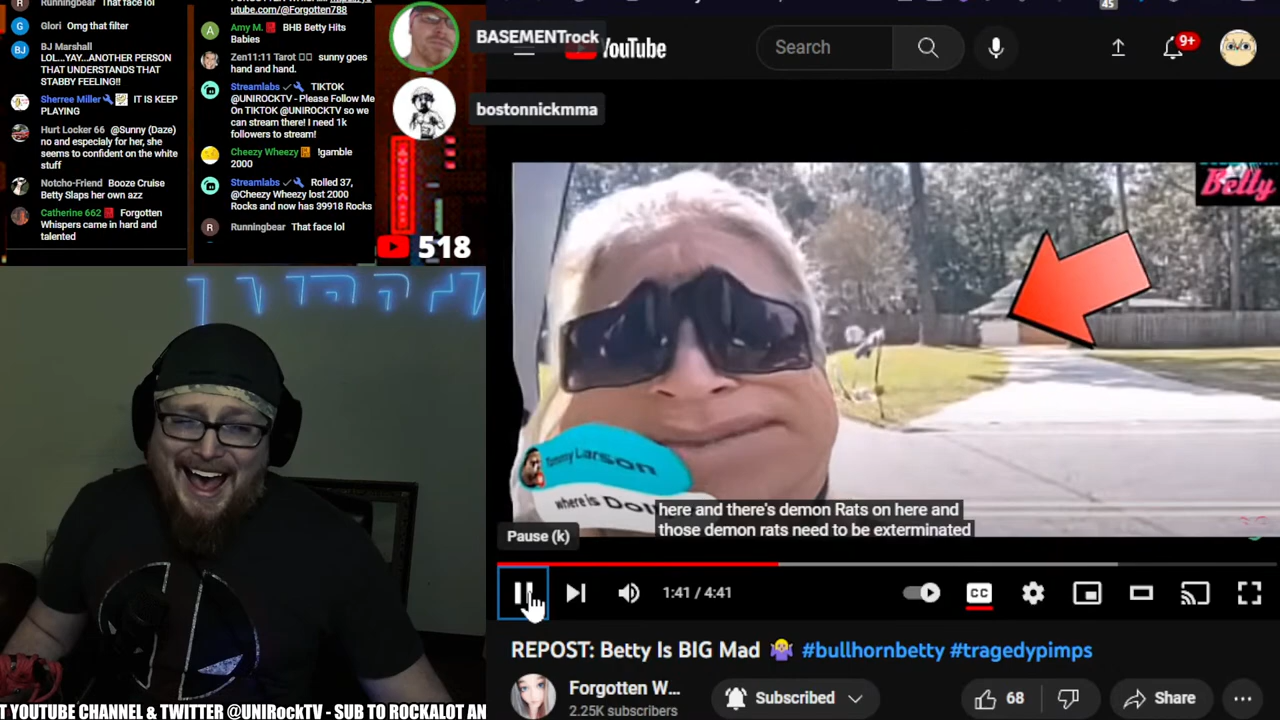 Runningbear That face lol
Glori Omg that filter
BJ Marshall
LOL...YAY...ANOTHER PERSON
THAT UNDERSTANDS THAT
STABBY FEELING!!
Sherree Miller IT IS KEEP
PLAYING
Hurt Locker 66 @Sunny (Daze)
no and especialy for her, she
seems to confident on the white
stuff
Notcho-Friend Booze Cruise
Betty Slaps her own azz
Catherine 662 Forgotten
Whispers came in hard and
talented
utube.com/@Forgotten788
Amy M. BHB Betty Hits
Babies
Zen11:11 Tarot sunny goes
hand and hand.
Streamlabs TIKTOK
@UNIROCKTV - Please Follow Me
On TIKTOK @UNIROCKTV so we
can stream there! I need 1k
followers to stream!
Cheezy Wheezy !gamble
2000
Streamlabs Rolled 37,
@Cheezy Wheezy lost 2000
Rocks and now has 39918 Rocks
Runningbear That face lol
BASEMENTrock
bostonnickmma
518
45
YouTube
Search
9+
Betty
Tommy Larson
where is
here and there's demon Rats on here and
those demon rats need to be exterminated
Pause (k)
1:41 / 4:41
CC
REPOST: Betty Is BIG Mad 🤷‍♀️ #bullhornbetty #tragedypimps
Forgotten W...
2.25K subscribers
Subscribed
68
Share
T YOUTUBE CHANNEL & TWITTER @UNIRockTV - SUB TO ROCKALOT AN